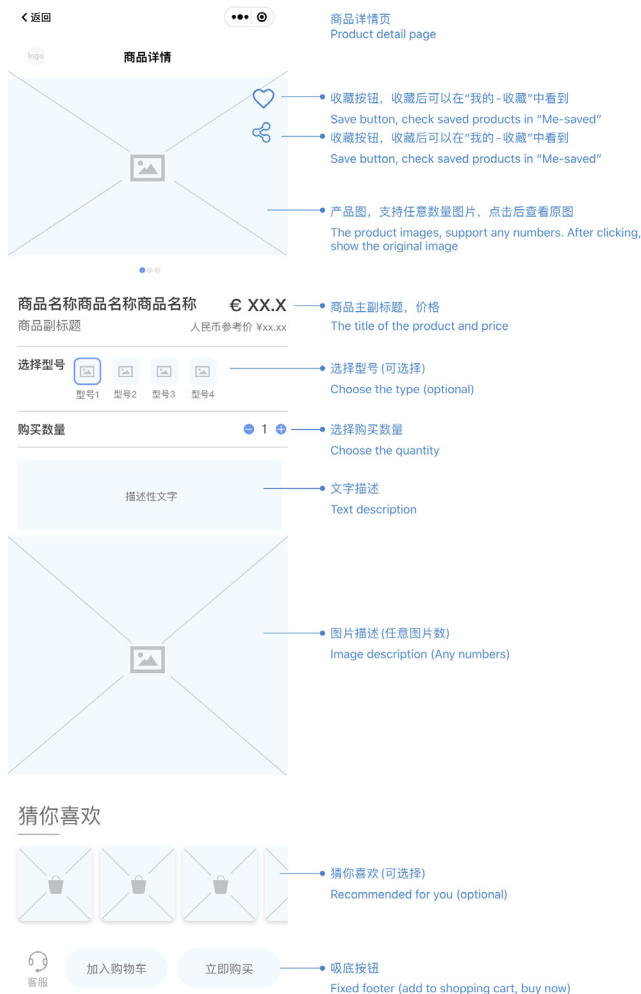 返回
商品详情页
Product detail page
logo
商品详情
收藏按钮，收藏后可以在“我的-收藏”中看到
Save button, check saved products in “Me-saved”
收藏按钮，收藏后可以在“我的-收藏”中看到
Save button, check saved products in “Me-saved”
产品图，支持任意数量图片，点击后查看原图
The product images, support any numbers. After clicking,
show the original image
商品名称商品名称商品名称
€ XX.X
商品主副标题，价格
商品副标题
人民币参考价 ¥xx.xx
The title of the product and price
选择型号
型号1
型号2
型号3
型号4
选择型号(可选择)
Choose the type (optional)
购买数量
1
选择购买数量
Choose the quantity
描述性文字
文字描述
Text description
图片描述(任意图片数)
Image description (Any numbers)
猜你喜欢
猜你喜欢(可选择)
Recommended for you (optional)
客服
加入购物车
立即购买
吸底按钮
Fixed footer (add to shopping cart, buy now)